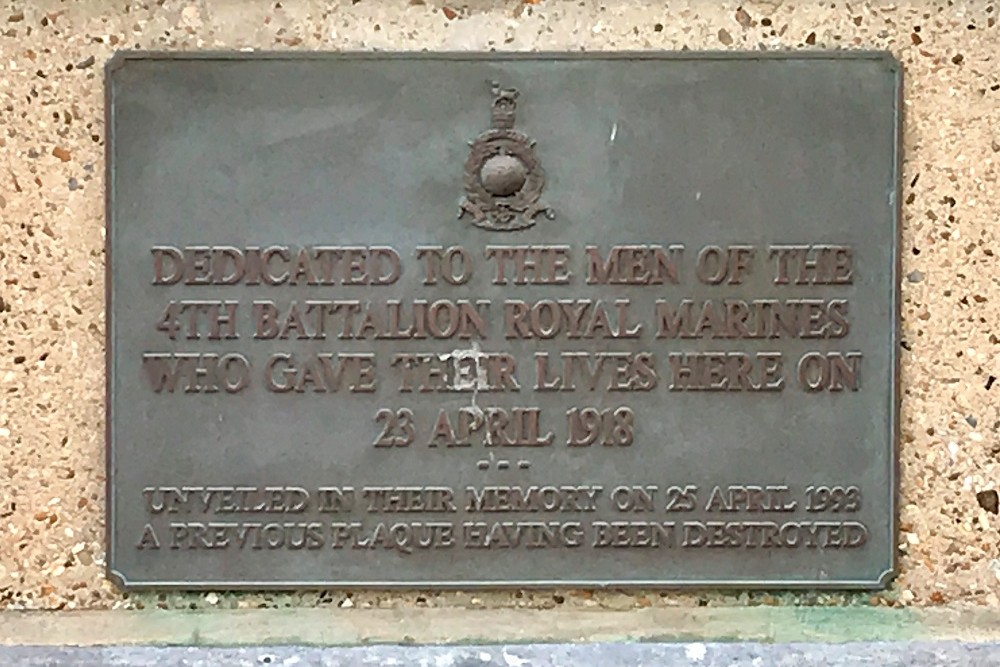 DEDICATED TO THE MEN OF THE
4TH BATTALION ROYAL MARINES
WHO GAVE THEIR LIVES HERE ON
23 APRIL 1918
- - -
UNVEILED IN THEIR MEMORY ON 25 APRIL 1993
A PREVIOUS PLAQUE HAVING BEEN DESTROYED